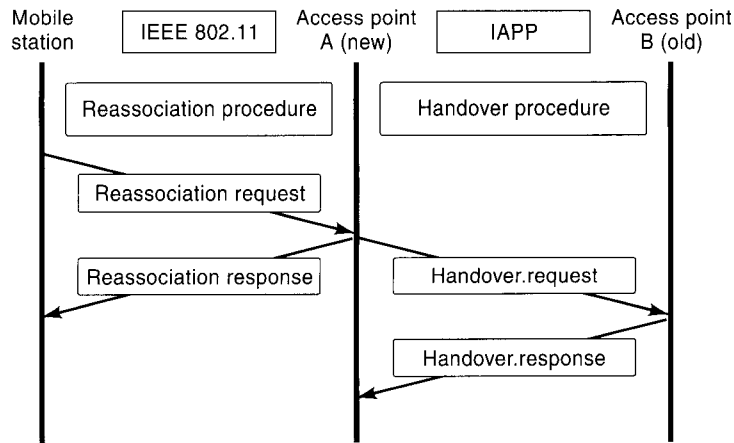 Mobile
station
IEEE 802.11
Access point
A (new)
IAPP
Access point
B (old)
Reassociation procedure
Handover procedure
Reassociation request
Reassociation response
Handover.request
Handover.response